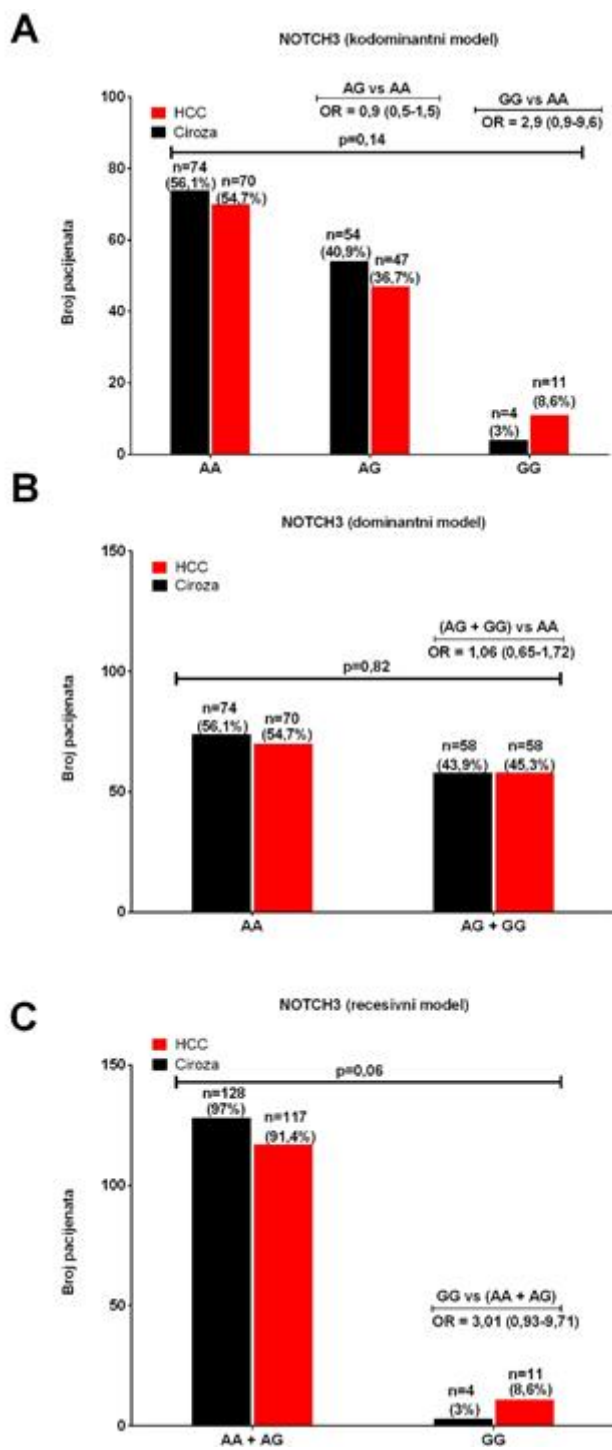 A
NOTCH3 (kodominantni model)
Broj pacijenata
100
80
60
40
20
0
HCC
Ciroza
AG vs AA
OR = 0,9 (0,5-1,5)
GG vs AA
OR = 2,9 (0,9-9,6)
p=0,14
n=74
(56,1%)
n=70
(54,7%)
n=54
(40,9%)
n=47
(36,7%)
n=4
(3%)
n=11
(8,6%)
AA
AG
GG
B
NOTCH3 (dominantni model)
Broj pacijenata
150
100
50
0
HCC
Ciroza
(AG + GG) vs AA
OR = 1,06 (0,65-1,72)
p=0,82
n=74
(56,1%)
n=70
(54,7%)
n=58
(43,9%)
n=58
(45,3%)
AA
AG + GG
C
NOTCH3 (recesivni model)
Broj pacijenata
150
100
50
0
HCC
Ciroza
p=0,06
n=128
(97%)
n=117
(91,4%)
GG vs (AA + AG)
OR = 3,01 (0,93-9,71)
n=4
(3%)
n=11
(8,6%)
AA + AG
GG